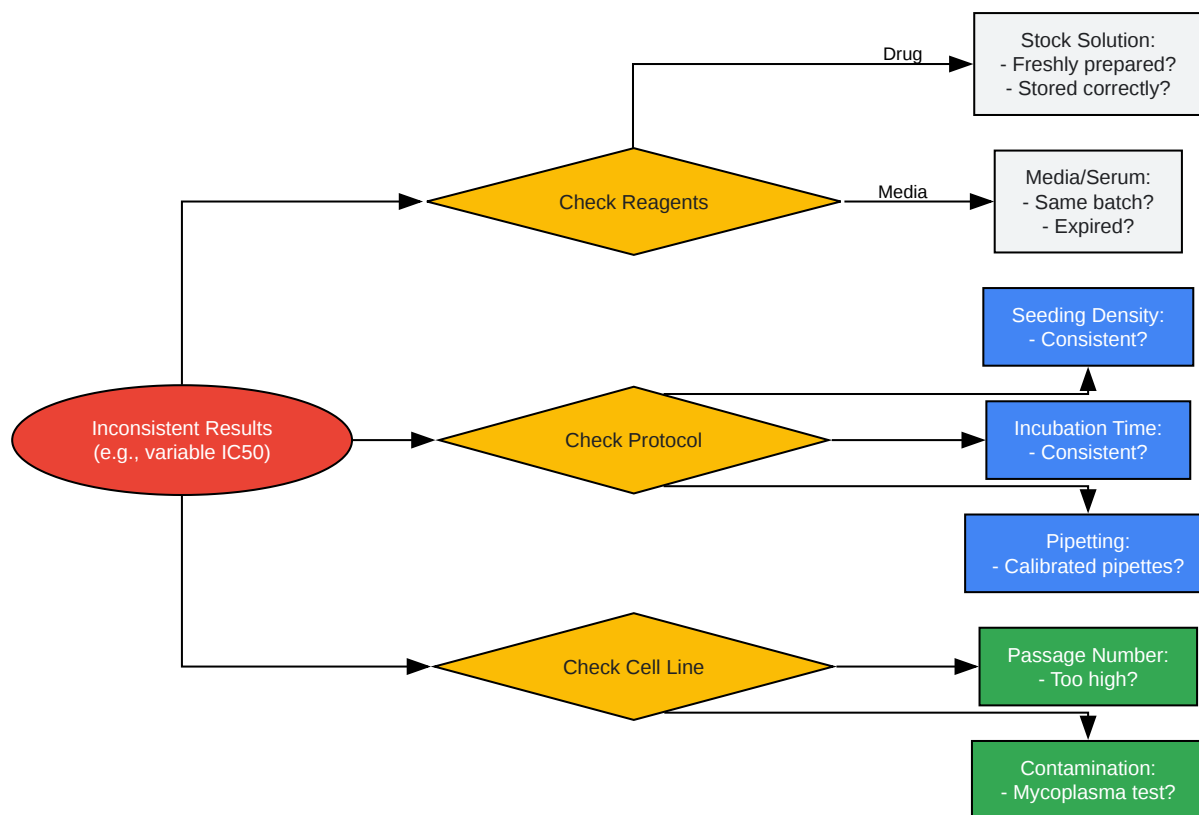 Drug
Stock Solution:
- Freshly prepared?
- Stored correctly?
Check Reagents
Media
Media/Serum:
- Same batch?
- Expired?
Seeding Density:
- Consistent?
Inconsistent Results
(e.g., variable IC50)
Check Protocol
Incubation Time:
- Consistent?
Pipetting:
- Calibrated pipettes?
Check Cell Line
Passage Number:
- Too high?
Contamination:
- Mycoplasma test?